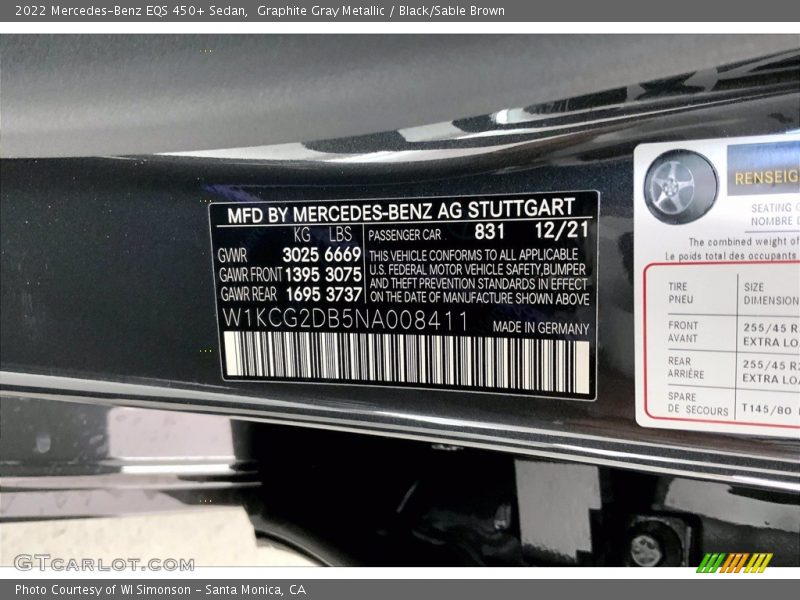 2022 Mercedes-Benz EQS 450+ Sedan, Graphite Gray Metallic / Black/Sable Brown
MFD BY MERCEDES-BENZ AG STUTTGART
KG LBS
GVWR 3025 6669
GAWR FRONT 1395 3075
GAWR REAR 1695 3737
PASSENGER CAR 831 12/21
THIS VEHICLE CONFORMS TO ALL APPLICABLE
U.S. FEDERAL MOTOR VEHICLE SAFETY,BUMPER
AND THEFT PREVENTION STANDARDS IN EFFECT
ON THE DATE OF MANUFACTURE SHOWN ABOVE
W1KCG2DB5NA008411
MADE IN GERMANY
RENSEIG
SEATING
NOMBRE
The combined weight of
Le poids total des occupants
TIRE SIZE
PNEU DIMENSION
FRONT 255/45 R
AVANT EXTRA LO
REAR 255/45 R
ARRIÈRE EXTRA LO
SPARE
DE SECOURS T145/80
GTcarlot.com
Photo Courtesy of WI Simonson - Santa Monica, CA